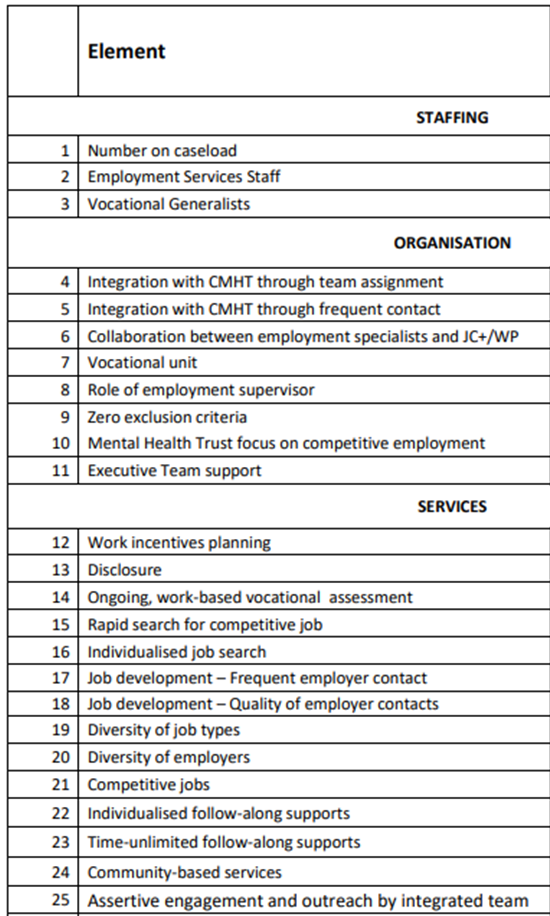 Element
STAFFING
1 Number on caseload
2 Employment Services Staff
3 Vocational Generalists
ORGANISATION
4 Integration with CMHT through team assignment
5 Integration with CMHT through frequent contact
6 Collaboration between employment specialists and JC+/WP
7 Vocational unit
8 Role of employment supervisor
9 Zero exclusion criteria
10 Mental Health Trust focus on competitive employment
11 Executive Team support
SERVICES
12 Work incentives planning
13 Disclosure
14 Ongoing, work-based vocational assessment
15 Rapid search for competitive job
16 Individualised job search
17 Job development – Frequent employer contact
18 Job development – Quality of employer contacts
19 Diversity of job types
20 Diversity of employers
21 Competitive jobs
22 Individualised follow-along supports
23 Time-unlimited follow-along supports
24 Community-based services
25 Assertive engagement and outreach by integrated team